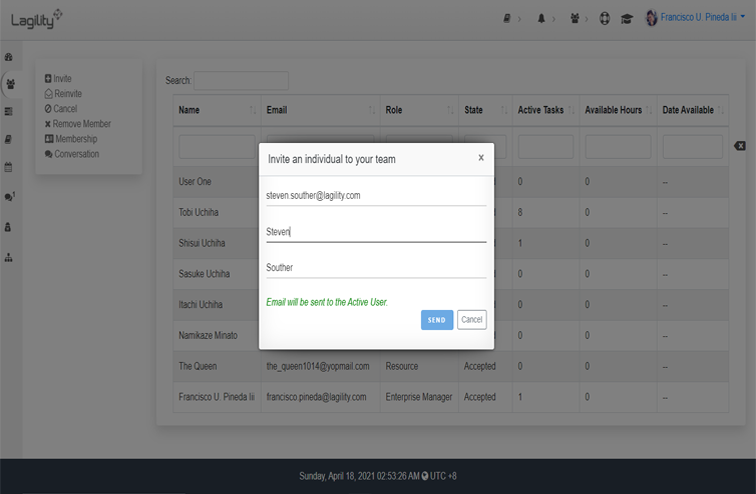 Lagility
Francisco U. Pineda Iii
Invite
Reinvite
Cancel
Remove Member
Membership
Conversation
1
Search:
Name Email Role State Active Tasks Available Hours Date Available
Invite an individual to your team x
steven.souther@lagility.com
Steven
Souther
Email will be sent to the Active User.
SEND Cancel
User One 0 0 --
Tobi Uchiha 8 0 --
Shisui Uchiha 1 0 --
Sasuke Uchiha 0 0 --
Itachi Uchiha 0 0 --
Namikaze Minato 0 0 --
The Queen the_queen1014@yopmail.com Resource Accepted 0 0 --
Francisco U. Pineda Iii francisco.pineda@lagility.com Enterprise Manager Accepted 1 0 --
Sunday, April 18, 2021 02:53:26 AM UTC +8